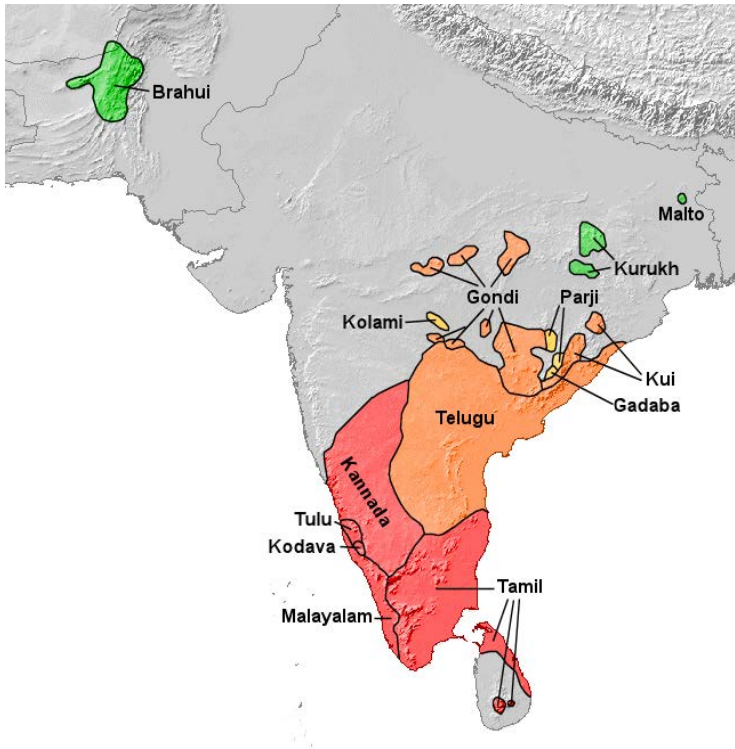 Brahui
Malto
Kurukh
Gondi
Parji
Kolami
Kui
Gadaba
Telugu
Kannada
Tulu
Kodava
Tamil
Malayalam